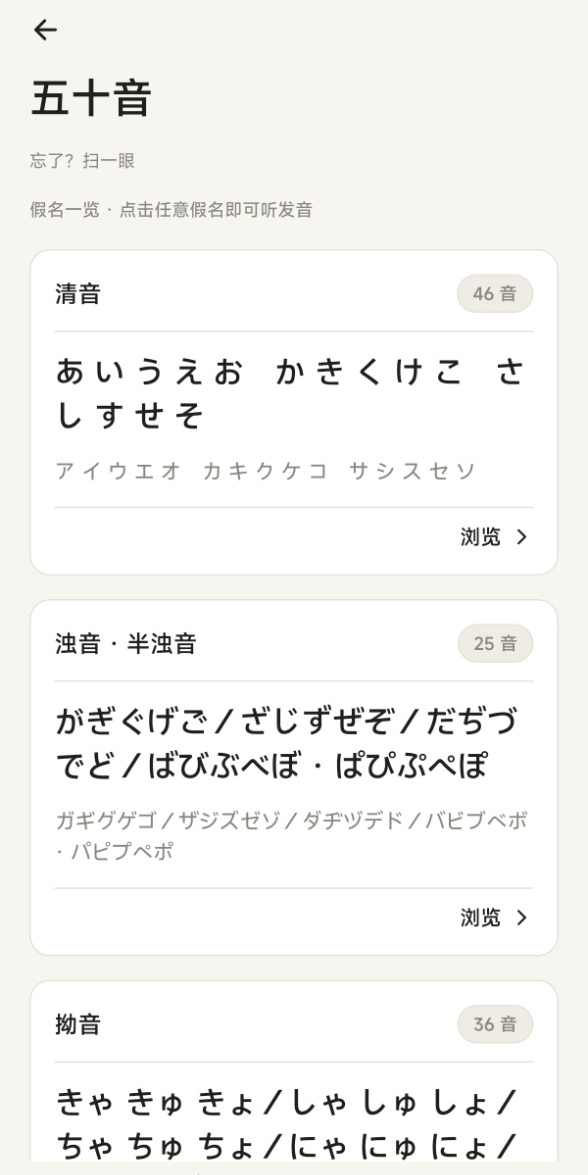 五十音
忘了？扫一眼
假名一览 · 点击任意假名即可听发音
清音
46 音
あ い う え お　か き く け こ　さ
し す せ そ
ア イ ウ エ オ　カ キ ク ケ コ　サ シ ス セ ソ
浏览
浊音 · 半浊音
25 音
がぎぐげご／ざじずぜぞ／だぢづ
でど／ばびぶべぼ · ぱぴぷぺぽ
ガギグゲゴ／ザジズゼゾ／ダヂヅデド／バビブベボ
· パピプペポ
浏览
拗音
36 音
きゃ きゅ きょ／しゃ しゅ しょ／
ちゃ ちゅ ちょ／にゃ にゅ にょ／